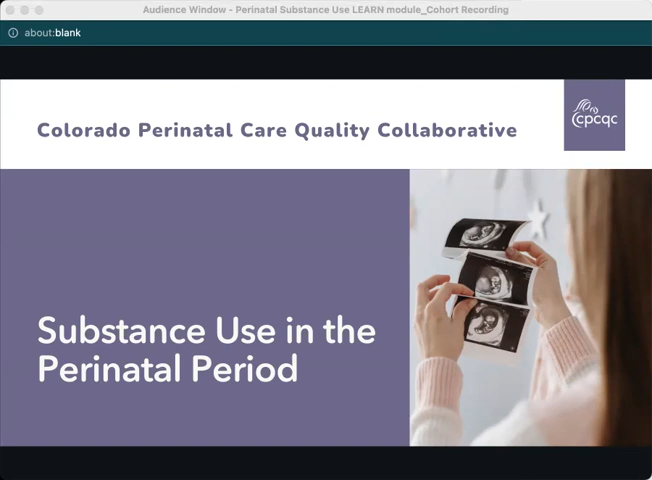 Audience Window - Perinatal Substance Use LEARN module_Cohort Recording
about:blank
Colorado Perinatal Care Quality Collaborative
cpcqc
Substance Use in the
Perinatal Period